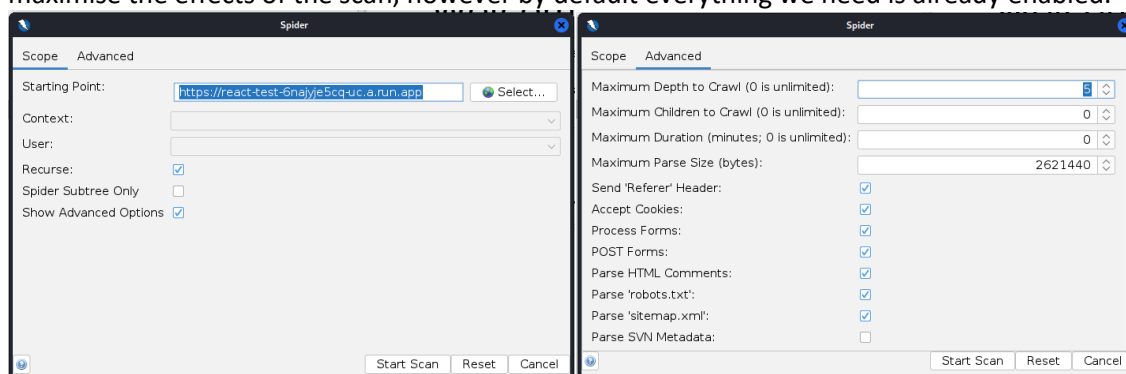 maximise the effects of the scan, however by default everything we need is already enabled.
Spider
Scope Advanced
Starting Point: https://react-test-6najyje5cq-uc.a.run.app Select...
Context:
User:
Recurse:
Spider Subtree Only
Show Advanced Options
Start Scan Reset Cancel
Spider
Scope Advanced
Maximum Depth to Crawl (0 is unlimited): 5
Maximum Children to Crawl (0 is unlimited): 0
Maximum Duration (minutes; 0 is unlimited): 0
Maximum Parse Size (bytes): 2621440
Send 'Referer' Header:
Accept Cookies:
Process Forms:
POST Forms:
Parse HTML Comments:
Parse 'robots.txt':
Parse 'sitemap.xml':
Parse SVN Metadata:
Start Scan Reset Cancel